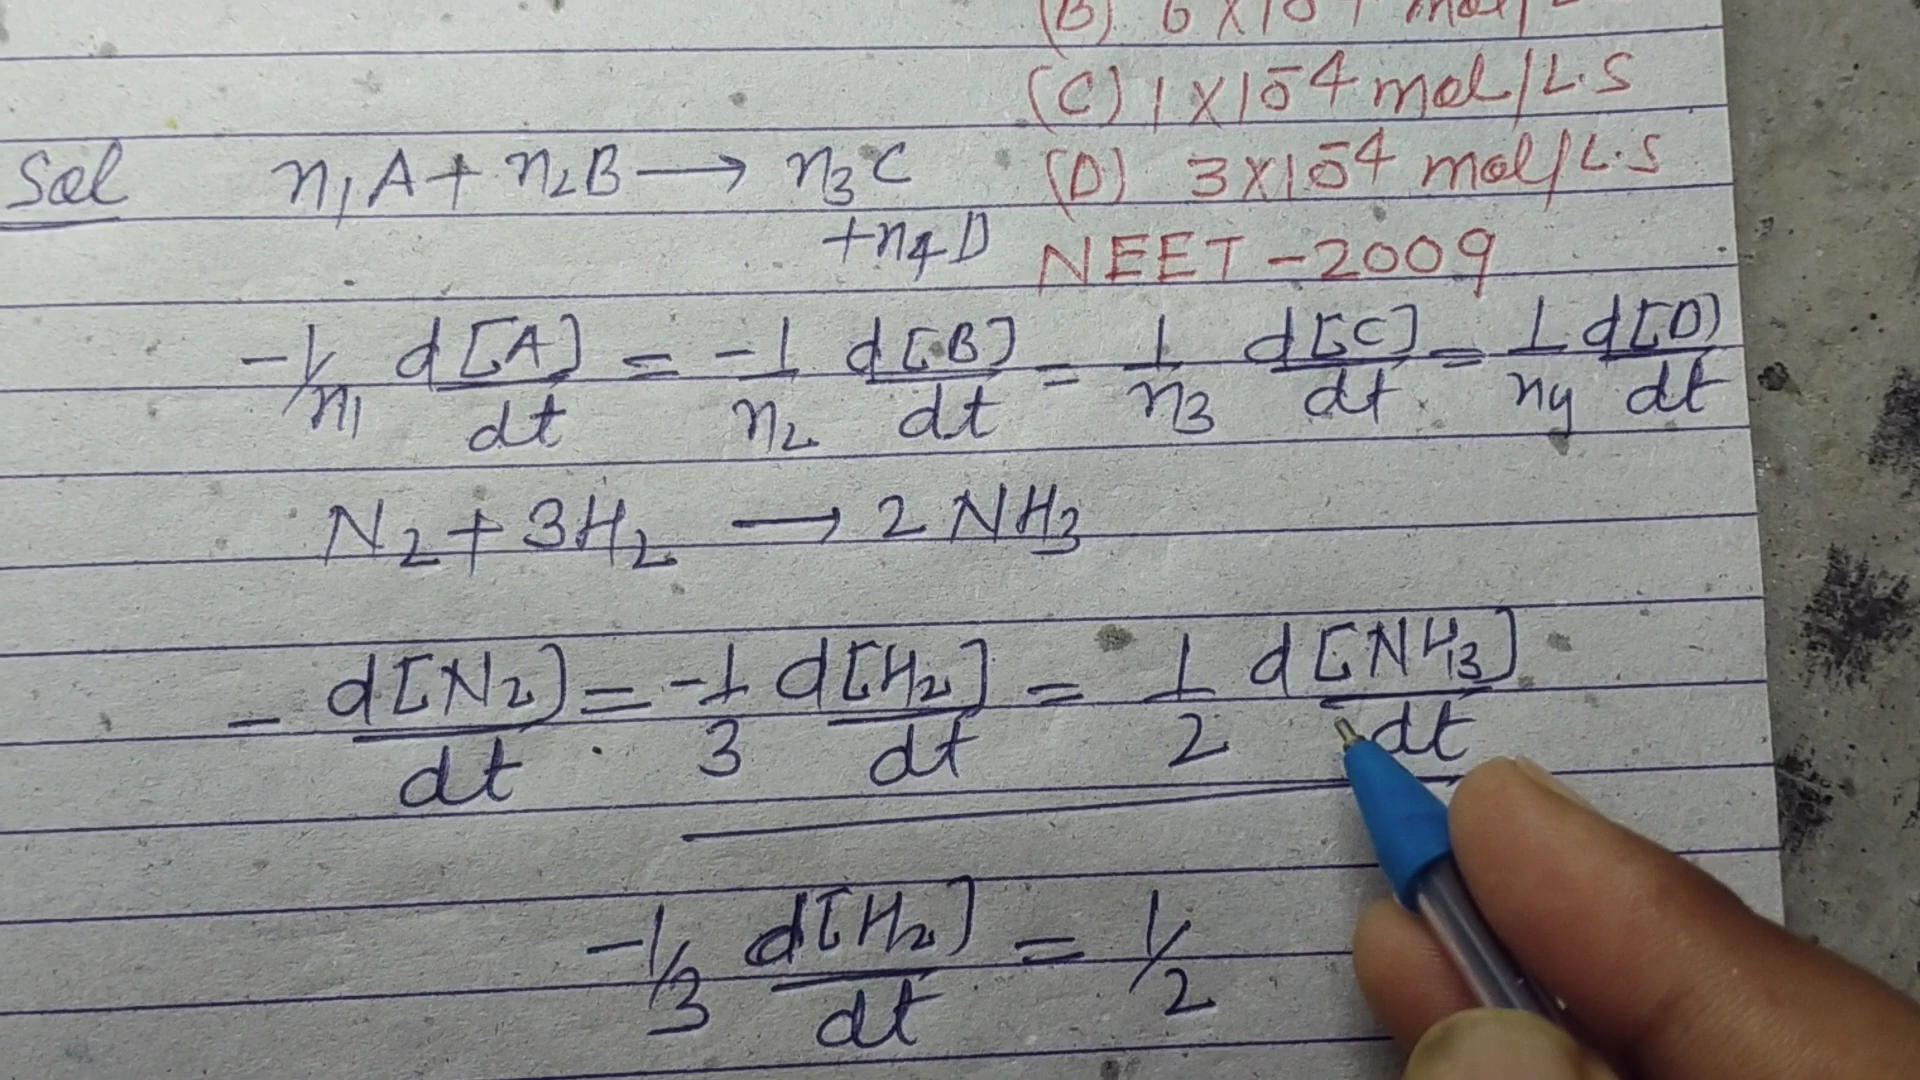 (B) 6 X 10
(C) 1 X 10^-4 mol/L.S
Sol n1A + n2B → n3C
(D) 3 X 10^-4 mol/L.S
+ n4D
NEET - 2009
-1/n1 d[A]/dt = -1/n2 d[B]/dt = 1/n3 d[C]/dt = 1/n4 d[D]/dt
N2 + 3H2 → 2NH3
- d[N2]/dt = -1/3 d[H2]/dt = 1/2 d[NH3]/dt
-1/3 d[H2]/dt = 1/2